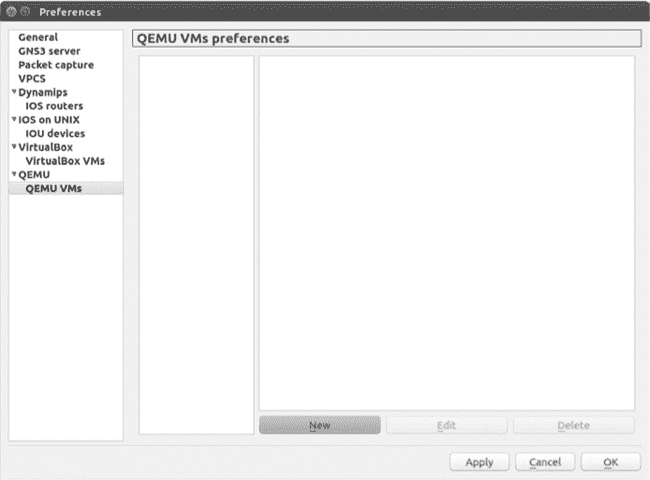 Preferences
General
GNS3 server
Packet capture
VPCS
Dynamips
IOS routers
IOS on UNIX
IOU devices
VirtualBox
VirtualBox VMs
QEMU
QEMU VMs
QEMU VMs preferences
New
Edit
Delete
Apply
Cancel
OK